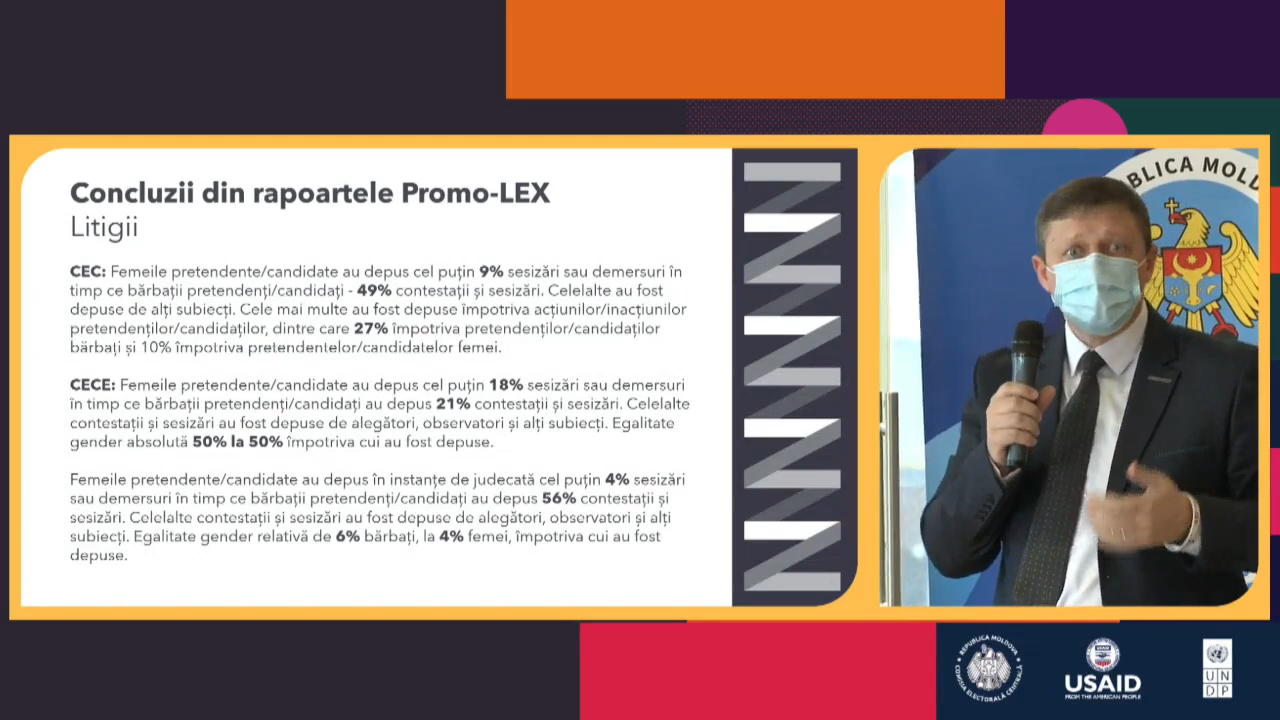 Concluzii din rapoartele Promo-LEX
Litigii
CEC: Femeile pretendente/candidate au depus cel puțin 9% sesizări sau demersuri în
timp ce bărbații pretendenți/candidați - 49% contestații și sesizări. Celelalte au fost
depuse de alți subiecți. Cele mai multe au fost depuse împotriva acțiunilor/inacțiunilor
pretendenților/candidaților, dintre care 27% împotriva pretendenților/candidaților
bărbați și 10% împotriva pretendentelor/candidatelor femei.
CECE: Femeile pretendente/candidate au depus cel puțin 18% sesizări sau demersuri
în timp ce bărbații pretendenți/candidați au depus 21% contestații și sesizări. Celelalte
contestații și sesizări au fost depuse de alegători, observatori și alți subiecți. Egalitate
gender absolută 50% la 50% împotriva cui au fost depuse.
Femeile pretendente/candidate au depus în instanțe de judecată cel puțin 4% sesizări
sau demersuri în timp ce bărbații pretendenți/candidați au depus 56% contestații și
sesizări. Celelalte contestații și sesizări au fost depuse de alegători, observatori și alți
subiecți. Egalitate gender relativă de 6% bărbați, la 4% femei, împotriva cui au fost
depuse.
BLICA MOL
REPUBLICA MOLDOVA
COMISIA ELECTORALĂ CENTRALĂ
USAID
USAID
FROM THE AMERICAN PEOPLE
U N
D P